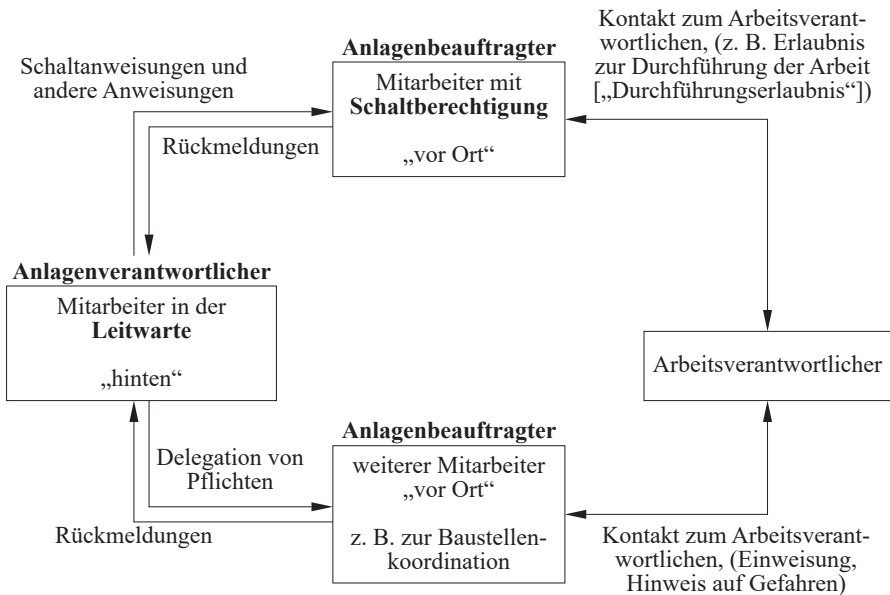 Kontakt zum Arbeitsverant-
wortlichen, (z. B. Erlaubnis
zur Durchführung der Arbeit
[„Durchführungserlaubnis“])
Anlagenbeauftragter
Mitarbeiter mit
Schaltberechtigung
„vor Ort“
Schaltanweisungen und
andere Anweisungen
Rückmeldungen
Anlagenverantwortlicher
Mitarbeiter in der
Leitwarte
„hinten“
Arbeitsverantwortlicher
Anlagenbeauftragter
weiterer Mitarbeiter
„vor Ort“
z. B. zur Baustellen-
koordination
Delegation von
Pflichten
Rückmeldungen
Kontakt zum Arbeitsverant-
wortlichen, (Einweisung,
Hinweis auf Gefahren)